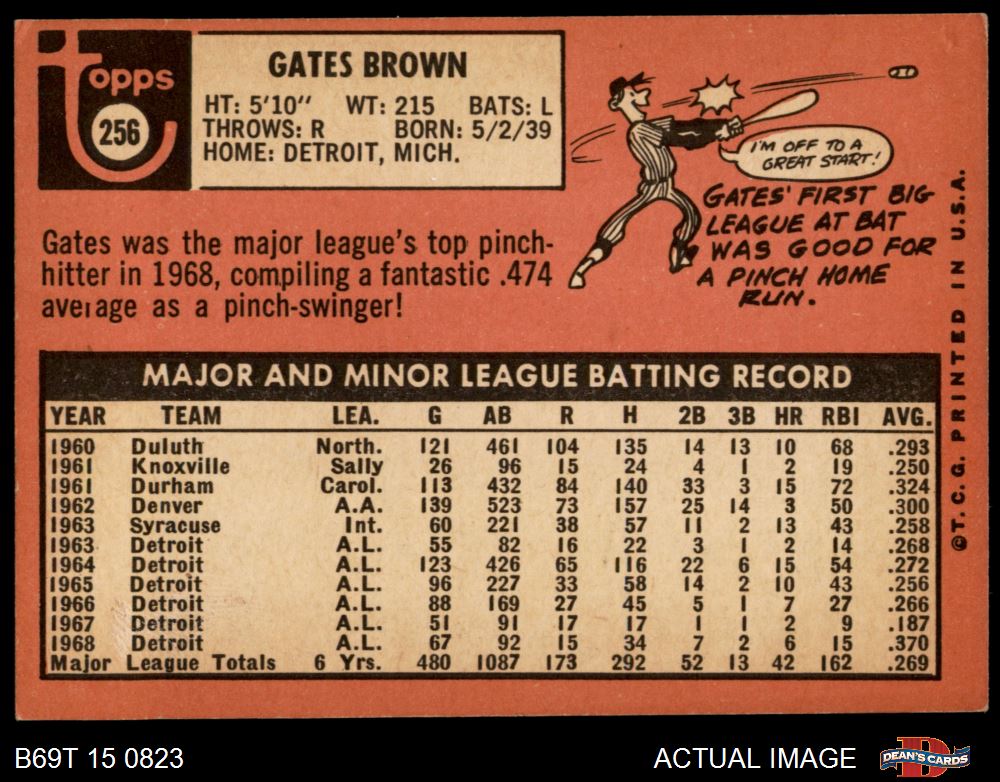 topps
256
GATES BROWN
HT: 5'10" WT: 215 BATS: L
THROWS: R BORN: 5/2/39
HOME: DETROIT, MICH.
I'M OFF TO A
GREAT START!
GATES' FIRST BIG
LEAGUE AT BAT
WAS GOOD FOR
A PINCH HOME
RUN.
Gates was the major league's top pinch-
hitter in 1968, compiling a fantastic .474
average as a pinch-swinger!
MAJOR AND MINOR LEAGUE BATTING RECORD
YEAR TEAM LEA. G AB R H 2B 3B HR RBI AVG.
1960 Duluth North. 121 461 104 135 14 13 10 68 .293
1961 Knoxville Sally 26 96 15 24 4 1 2 19 .250
1961 Durham Carol. 113 432 84 140 33 3 15 72 .324
1962 Denver A.A. 139 523 73 157 25 14 3 50 .300
1963 Syracuse Int. 60 221 38 57 11 2 13 43 .258
1963 Detroit A.L. 55 82 16 22 3 1 2 14 .268
1964 Detroit A.L. 123 426 65 116 22 6 15 54 .272
1965 Detroit A.L. 96 227 33 58 14 2 10 43 .256
1966 Detroit A.L. 88 169 27 45 5 1 7 27 .266
1967 Detroit A.L. 51 91 17 17 1 1 2 9 .187
1968 Detroit A.L. 67 92 15 34 7 2 6 15 .370
Major League Totals 6 Yrs. 480 1087 173 292 52 13 42 162 .269
©T.C.G. PRINTED IN U.S.A.
B69T 15 0823
ACTUAL IMAGE
DEAN'S CARDS